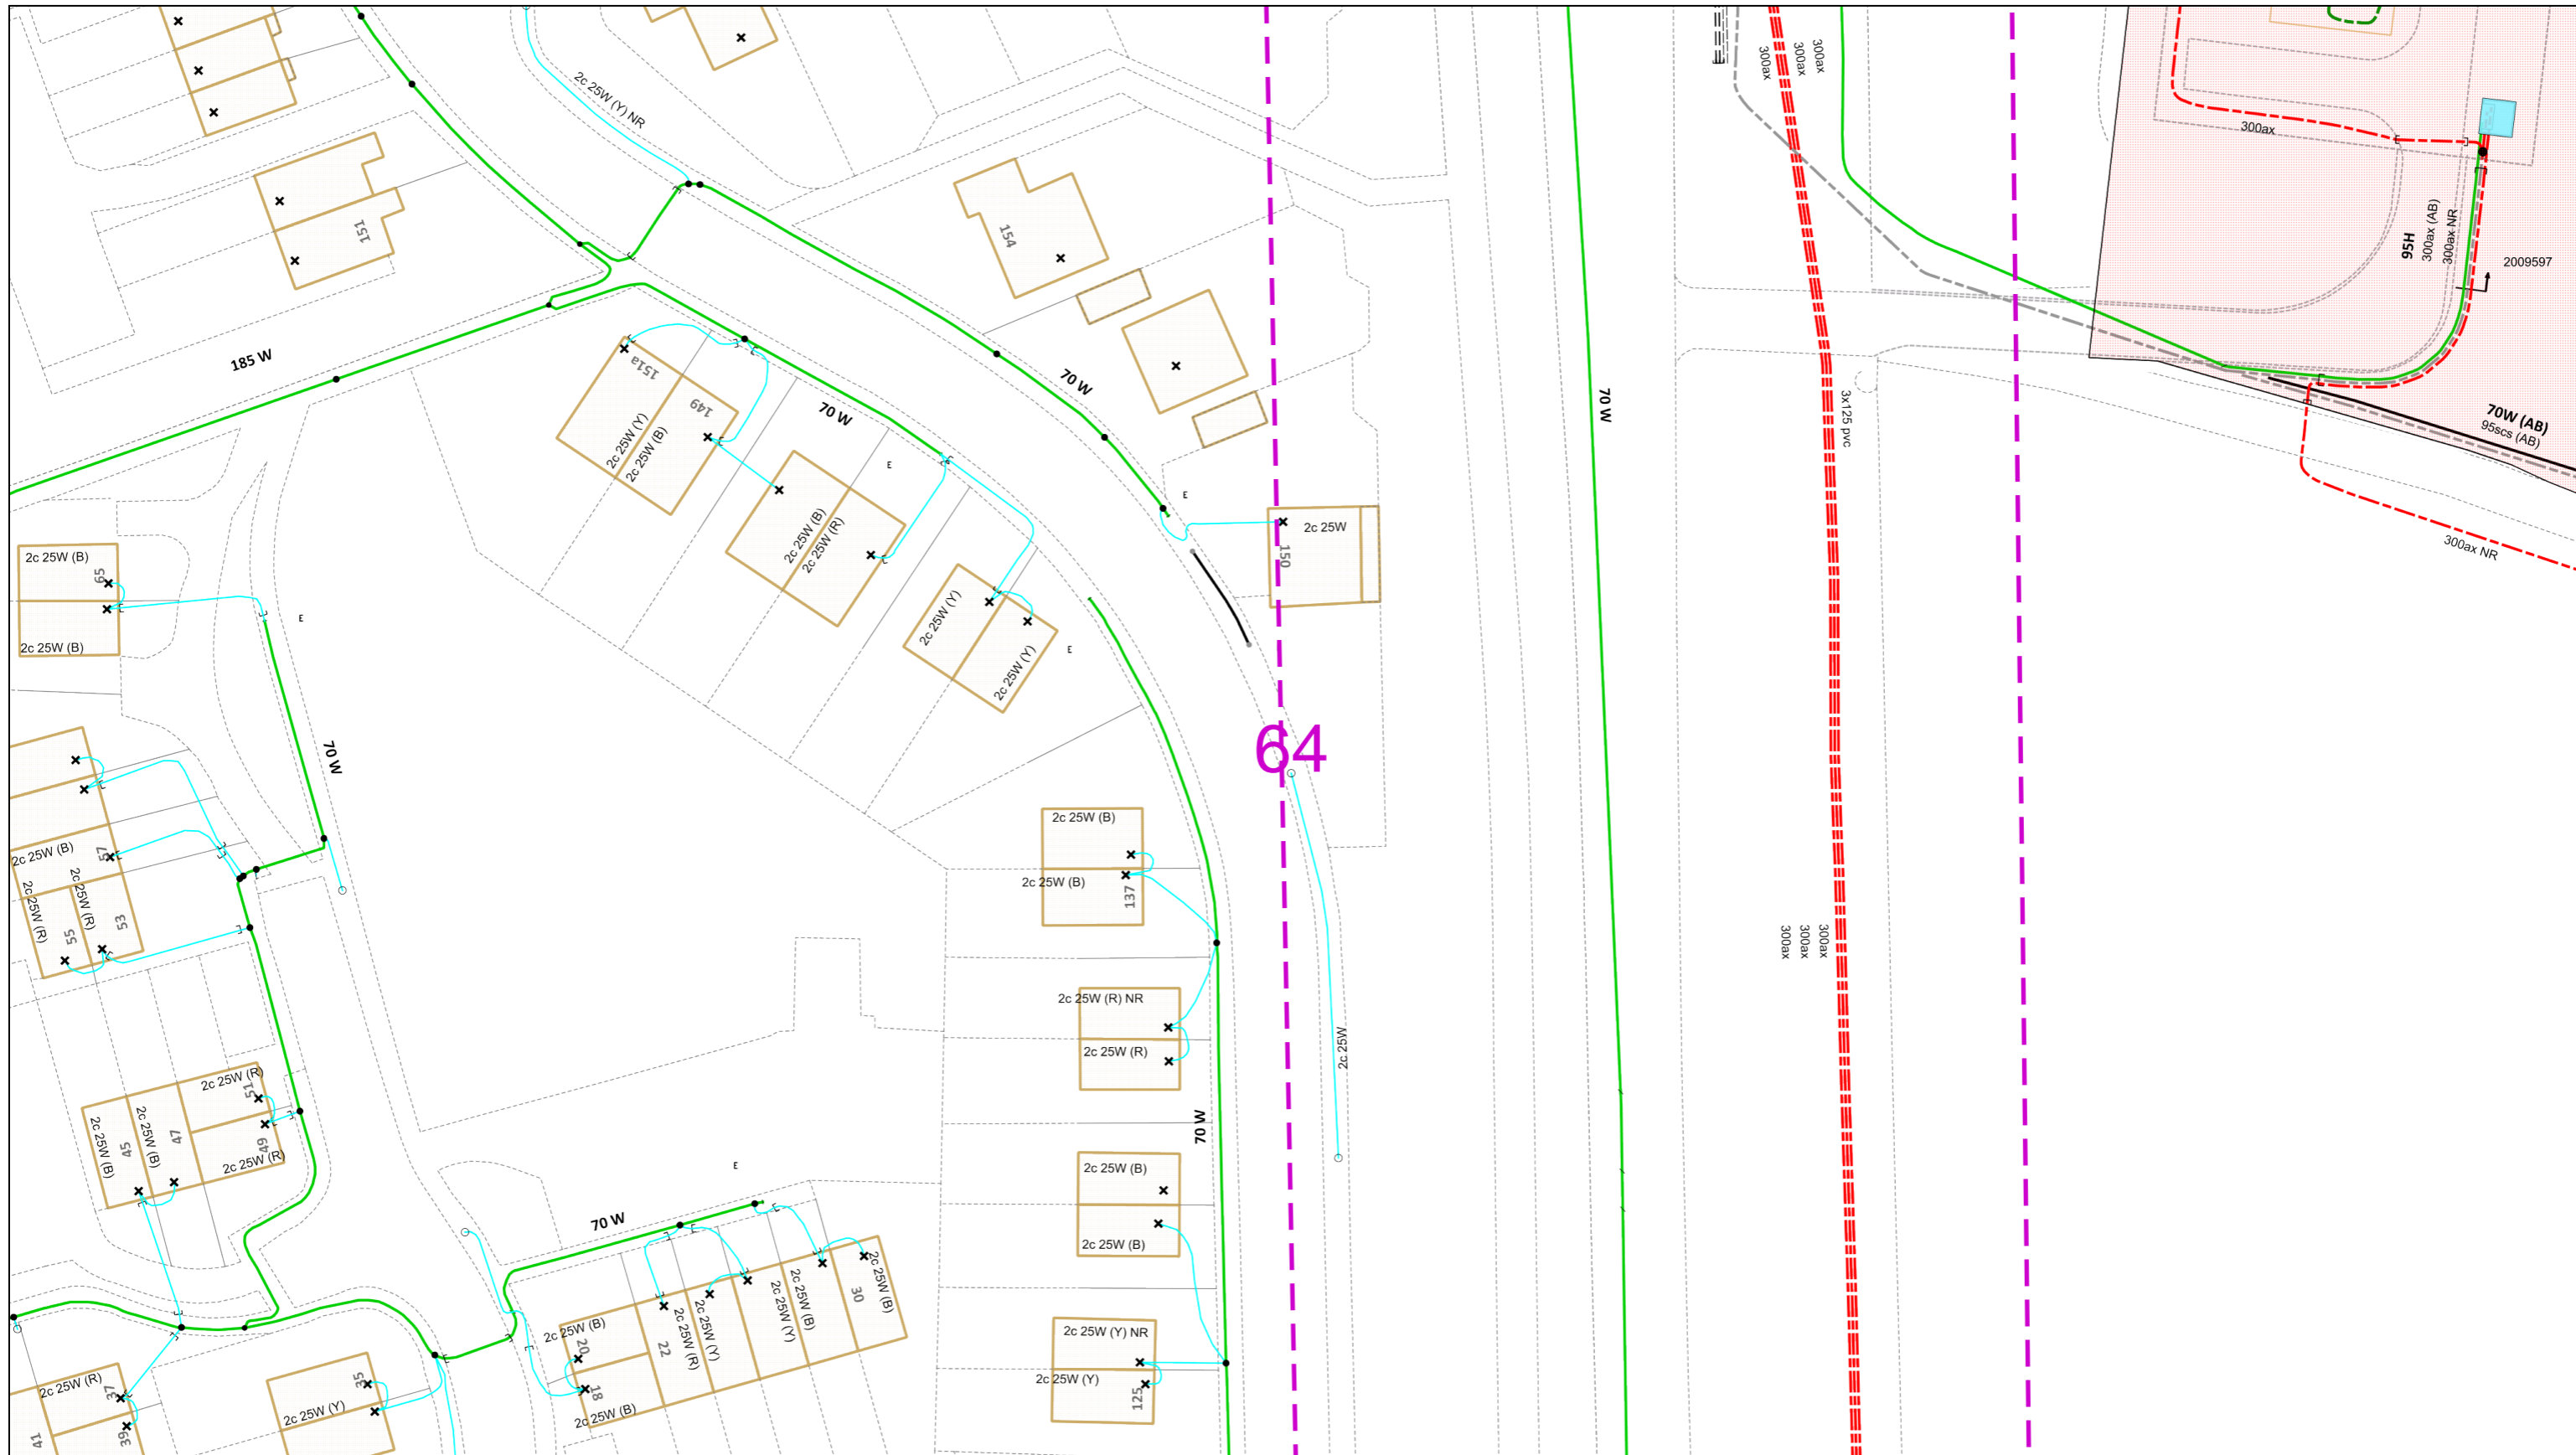 2c 25W (Y) NR
300ax
300ax
300ax
300ax
151
154
95H
300ax (AB)
300ax NR
2009597
185 W
151a
149
70 W
70 W
70 W
3x125 pvc
70W (AB)
95scs (AB)
300ax NR
2c 25W (Y)
2c 25W (B)
E
E
2c 25W (B)
2c 25W (R)
2c 25W
150
2c 25W (B)
65
2c 25W (B)
E
2c 25W (Y)
2c 25W (Y)
E
70 W
64
2c 25W (B)
2c 25W (B)
137
2c 25W (B)
57
2c 25W (R)
2c 25W (R)
53
55
300ax
300ax
300ax
2c 25W (R) NR
2c 25W (R)
2c 25W
2c 25W (R)
51
2c 25W (B)
45
2c 25W (B)
47
49
2c 25W (R)
70 W
E
2c 25W (B)
2c 25W (B)
70 W
2c 25W (B)
20
22
2c 25W (R)
2c 25W (Y)
2c 25W (Y)
2c 25W (B)
30
2c 25W (B)
18
2c 25W (B)
2c 25W (Y) NR
2c 25W (Y)
125
2c 25W (R)
37
39
41
35
2c 25W (Y)